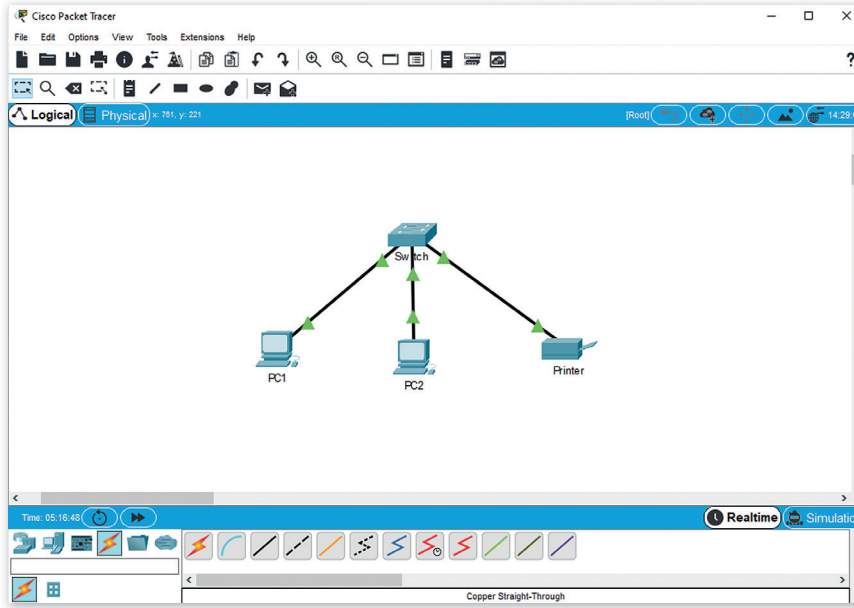 Cisco Packet Tracer
File Edit Options View Tools Extensions Help
?
Logical Physical x: 781, y: 221 [Root] 14:29:
Switch
PC1
PC2
Printer
Time: 05:16:48 Realtime Simulatio
Copper Straight-Through